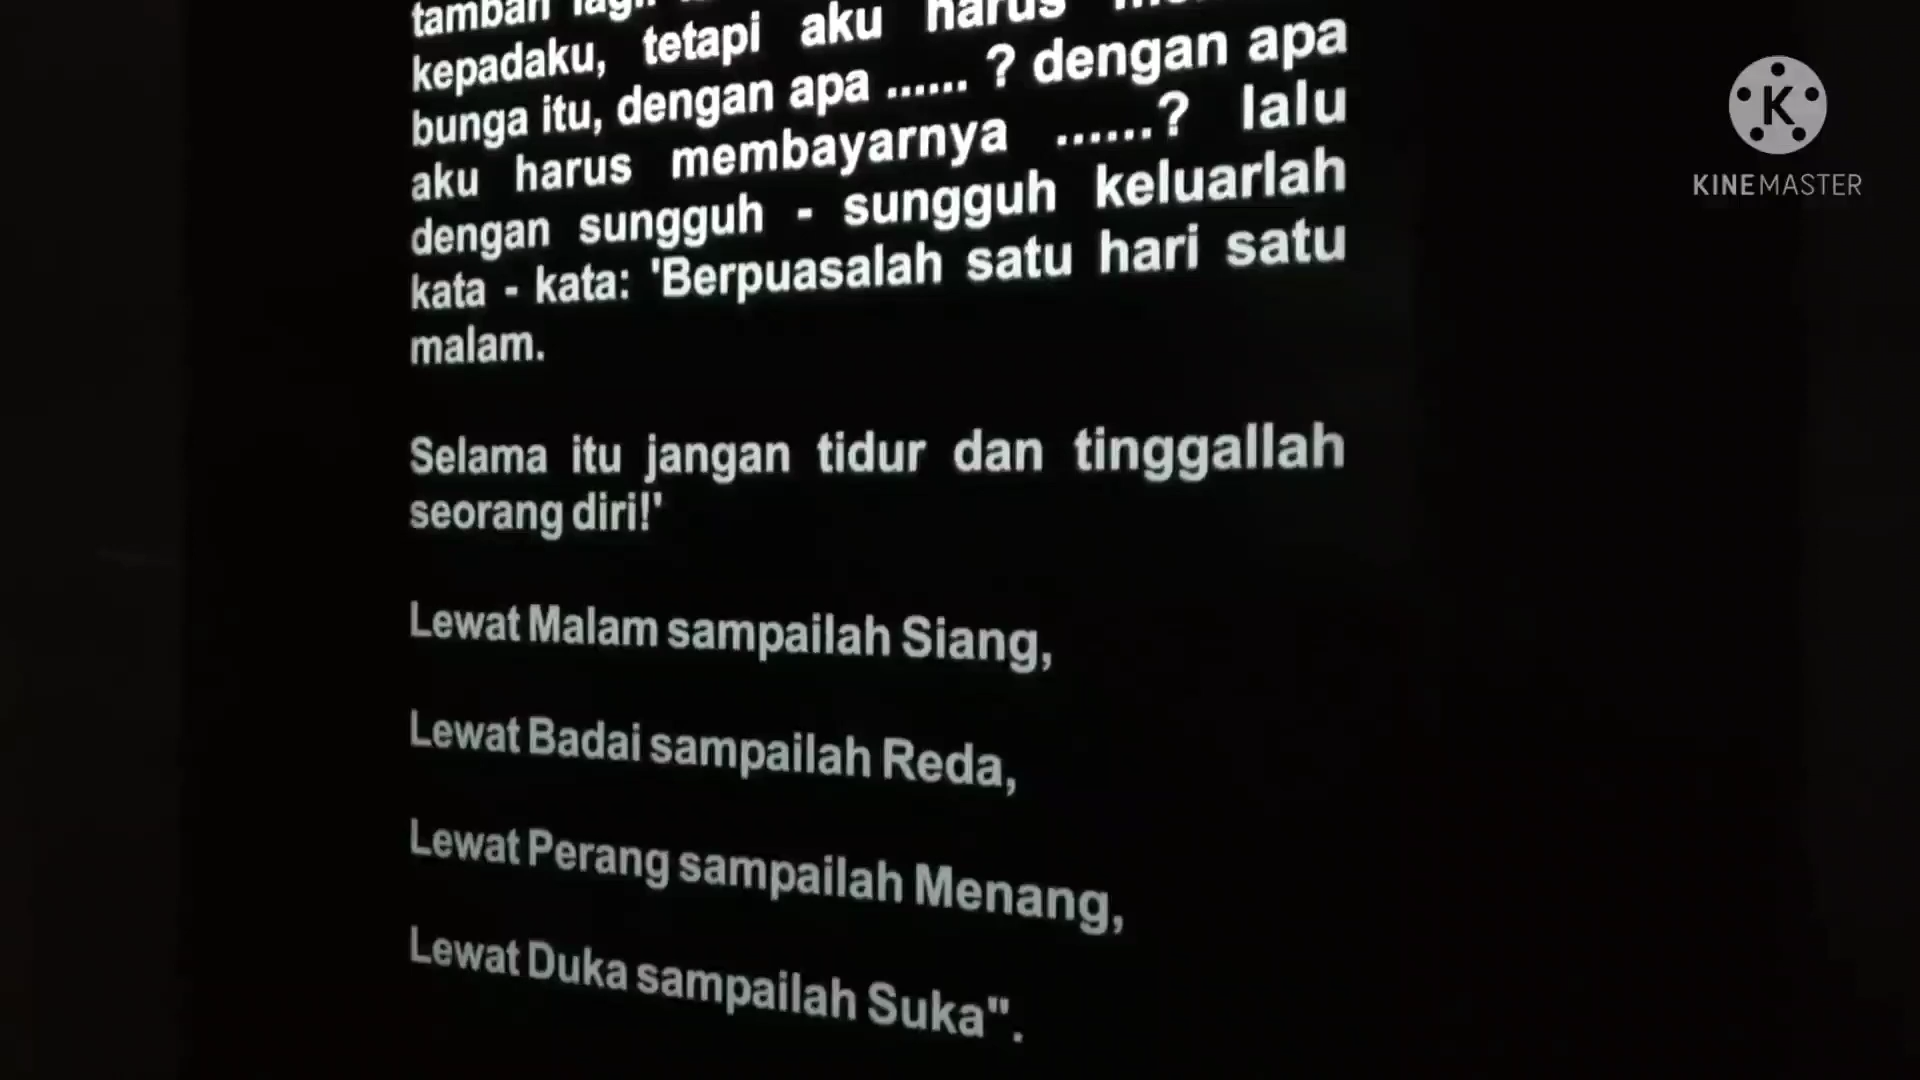 tambah
kepadaku, tetapi aku harus
bunga itu, dengan apa ...... ? dengan apa
aku harus membayarnya ......? lalu
dengan sungguh - sungguh keluarlah
kata - kata: 'Berpuasalah satu hari satu
malam.
Selama itu jangan tidur dan tinggallah
seorang diri!'
Lewat Malam sampailah Siang,
Lewat Badai sampailah Reda,
Lewat Perang sampailah Menang,
Lewat Duka sampailah Suka".
K
KINEMASTER